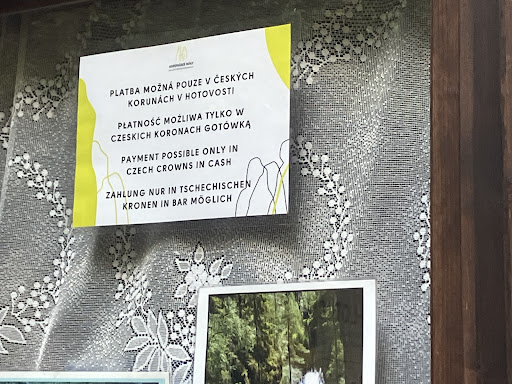 PLATBA MOŽNÁ POUZE V ČESKÝCH
KORUNÁCH V HOTOVOSTI
PŁATNOŚĆ MOŻLIWA TYLKO W
CZESKICH KORONACH GOTÓWKĄ
PAYMENT POSSIBLE ONLY IN
CZECH CROWNS IN CASH
ZAHLUNG NUR IN TSCHECHISCHEN
KRONEN IN BAR MÖGLICH